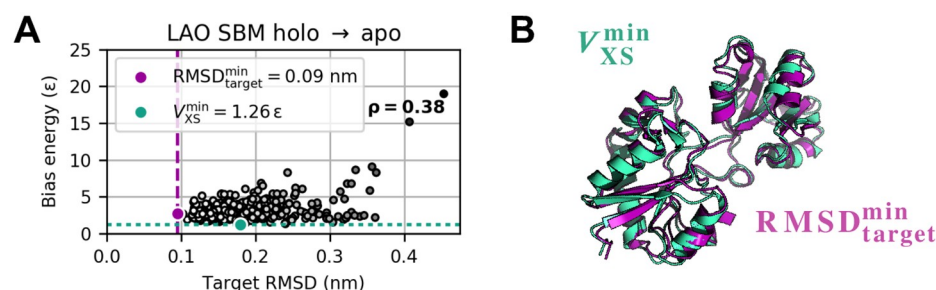 A
LAO SBM holo → apo
Bias energy (ε)
25
20
15
10
5
0
RMSD^min_target = 0.09 nm
V^min_XS = 1.26 ε
ρ = 0.38
0.0 0.1 0.2 0.3 0.4
Target RMSD (nm)
B
V^min_XS
RMSD^min_target